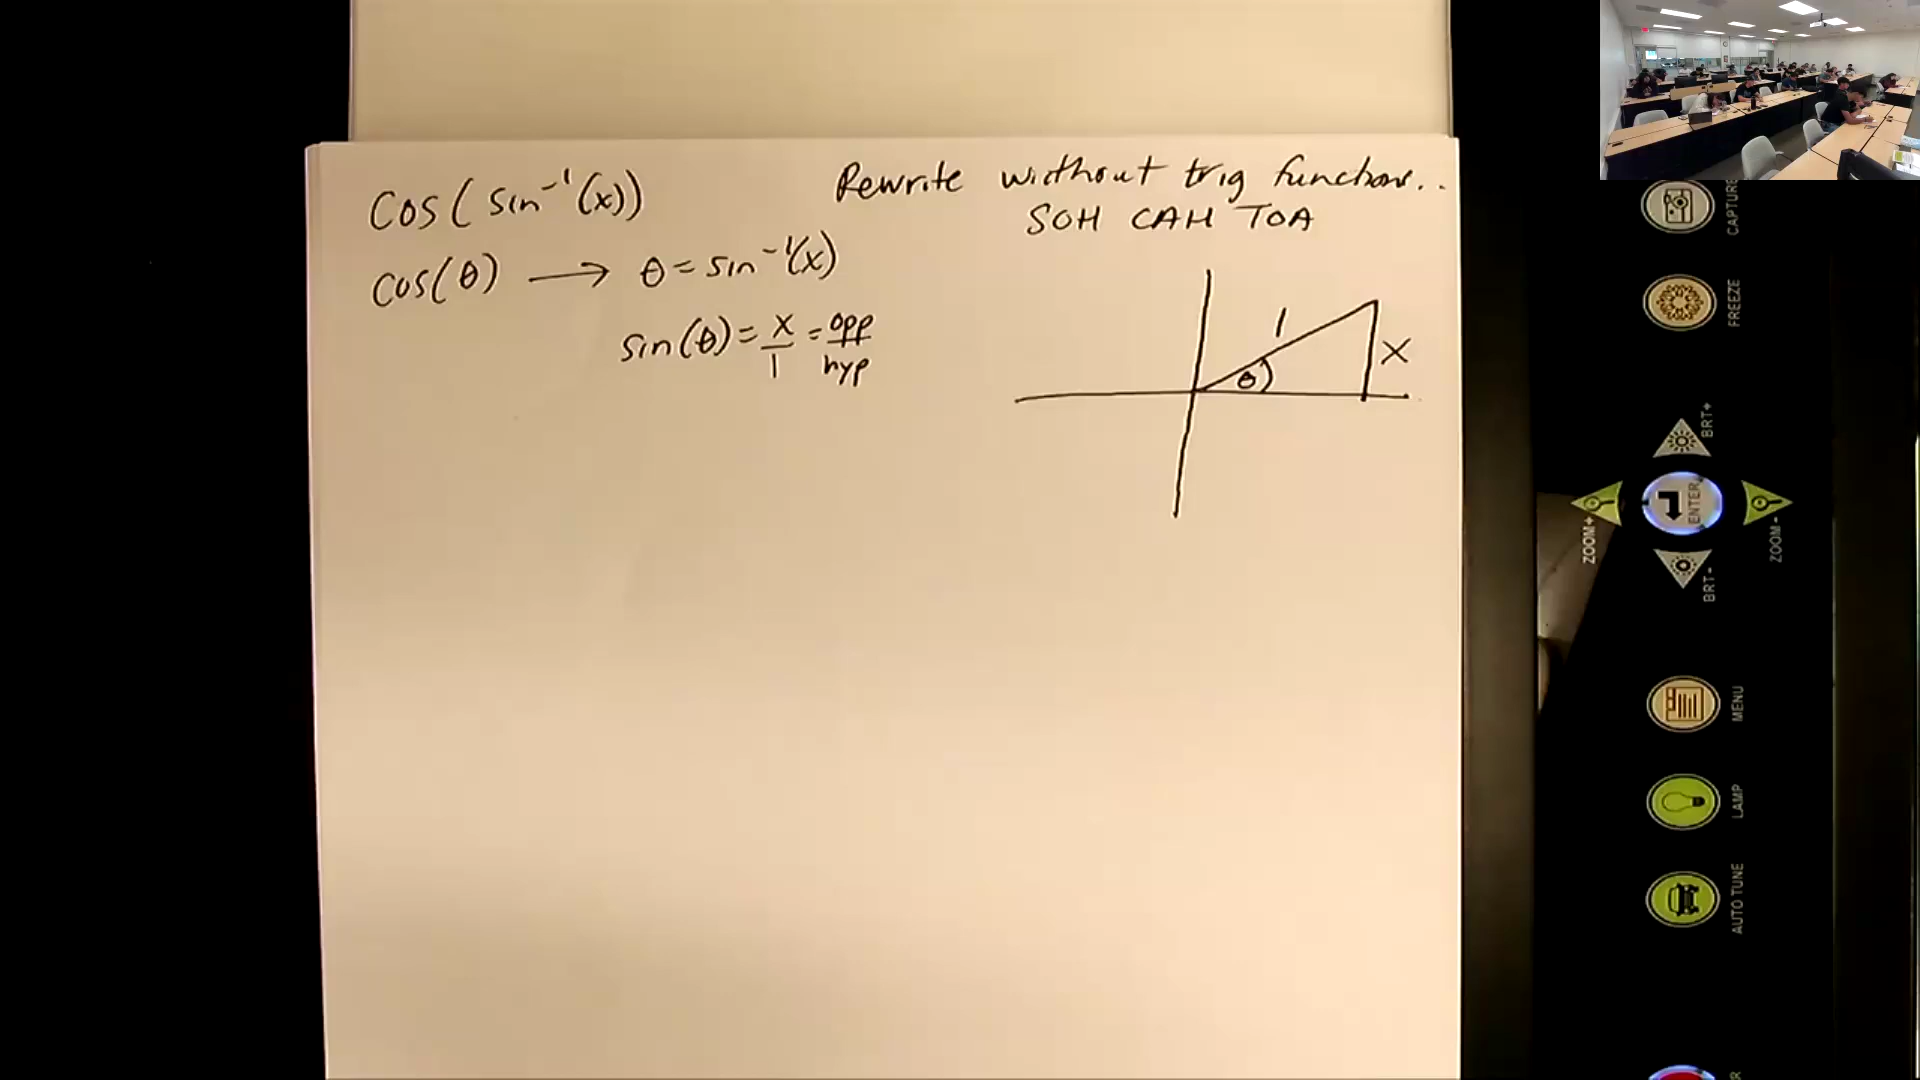 Cos(sin⁻¹(x))
Rewrite without trig functions..
SOH CAH TOA
cos(θ) → θ = sin⁻¹(x)
sin(θ) = x/1 = opp/hyp
1
x
θ
CAPTURE
FREEZE
BRT+
ZOOM+
ENTER
ZOOM-
BRT-
MENU
LAMP
AUTO TUNE